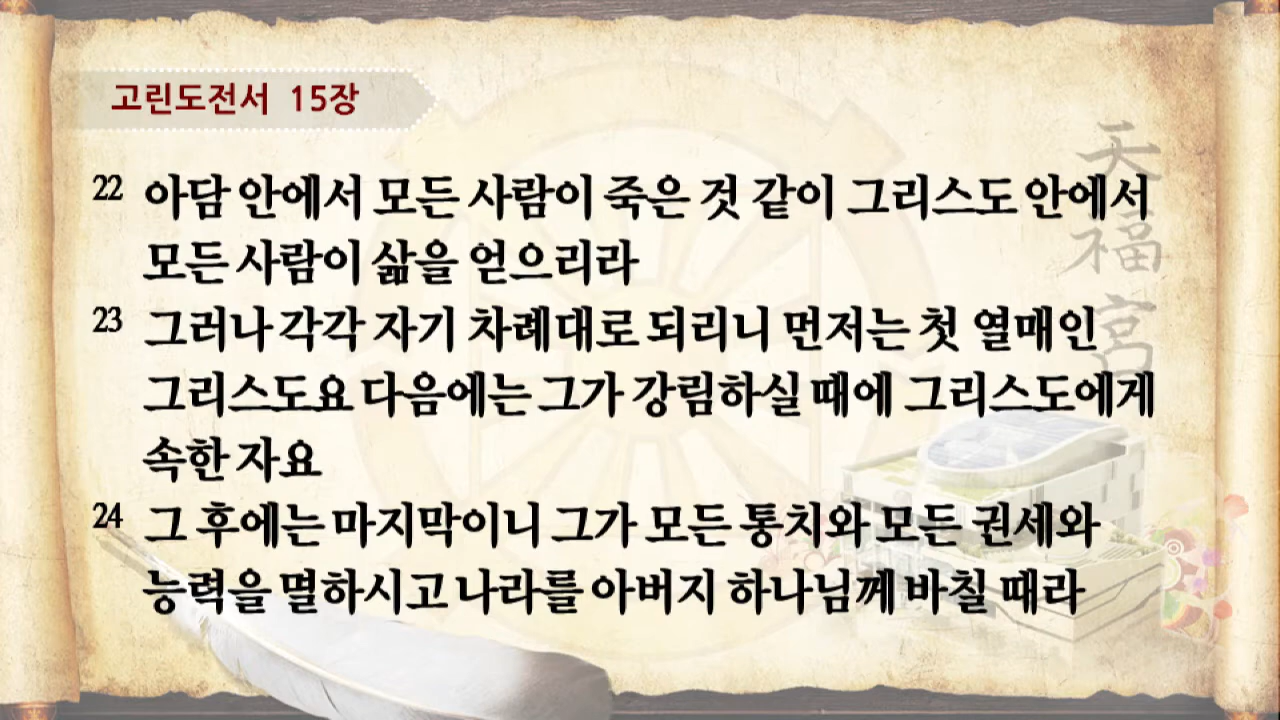 고린도전서 15장
22 아담 안에서 모든 사람이 죽은 것 같이 그리스도 안에서
모든 사람이 삶을 얻으리라
23 그러나 각각 자기 차례대로 되리니 먼저는 첫 열매인
그리스도요 다음에는 그가 강림하실 때에 그리스도에게
속한 자요
24 그 후에는 마지막이니 그가 모든 통치와 모든 권세와
능력을 멸하시고 나라를 아버지 하나님께 바칠 때라
天福宮